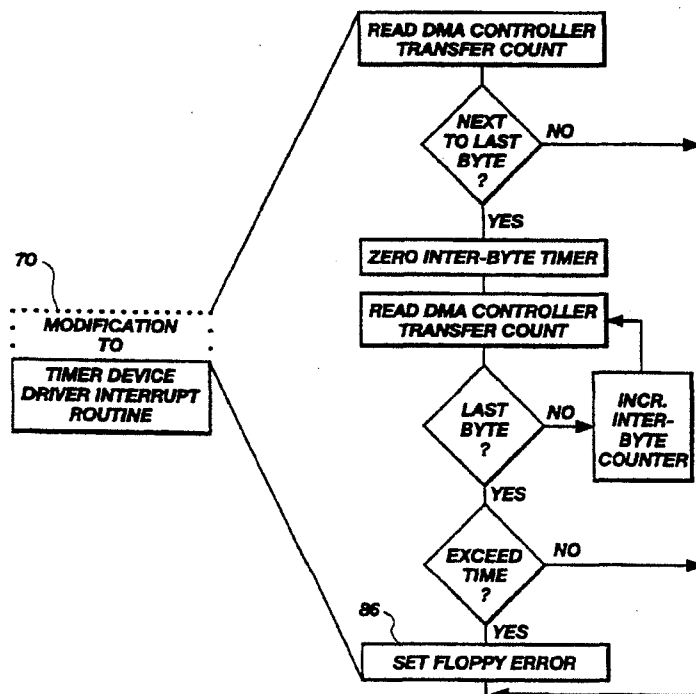 READ DMA CONTROLLER
TRANSFER COUNT
NEXT
TO LAST
BYTE
?
NO
YES
ZERO INTER-BYTE TIMER
READ DMA CONTROLLER
TRANSFER COUNT
70
MODIFICATION
TO
TIMER DEVICE
DRIVER INTERRUPT
ROUTINE
LAST
BYTE
?
NO
INCR.
INTER-
BYTE
COUNTER
YES
EXCEED
TIME
?
NO
YES
86
SET FLOPPY ERROR